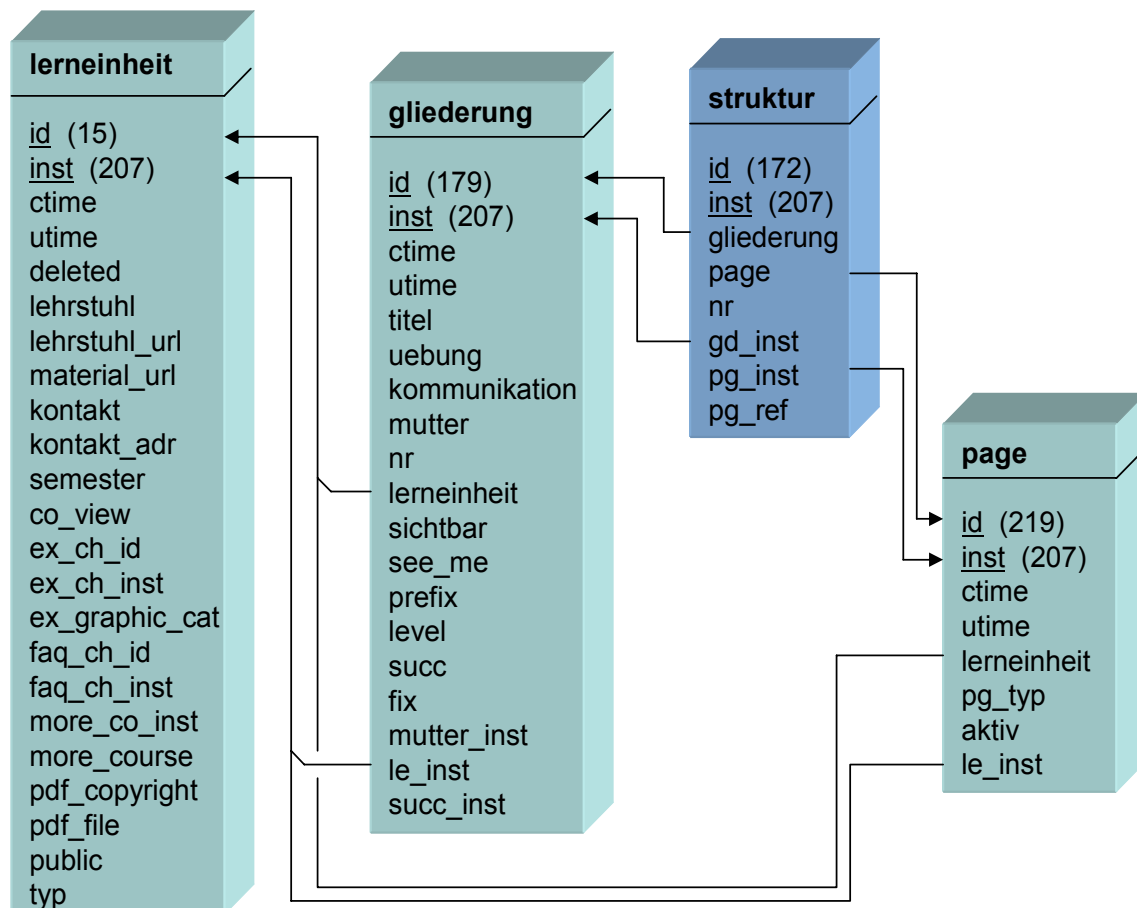 lerneinheit
id (15)
inst (207)
ctime
utime
deleted
lehrstuhl
lehrstuhl_url
material_url
kontakt
kontakt_adr
semester
co_view
ex_ch_id
ex_ch_inst
ex_graphic_cat
faq_ch_id
faq_ch_inst
more_co_inst
more_course
pdf_copyright
pdf_file
public
typ
gliederung
id (179)
inst (207)
ctime
utime
titel
uebung
kommunikation
mutter
nr
lerneinheit
sichtbar
see_me
prefix
level
succ
fix
mutter_inst
le_inst
succ_inst
struktur
id (172)
inst (207)
gliederung
page
nr
gd_inst
pg_inst
pg_ref
page
id (219)
inst (207)
ctime
utime
lerneinheit
pg_typ
aktiv
le_inst